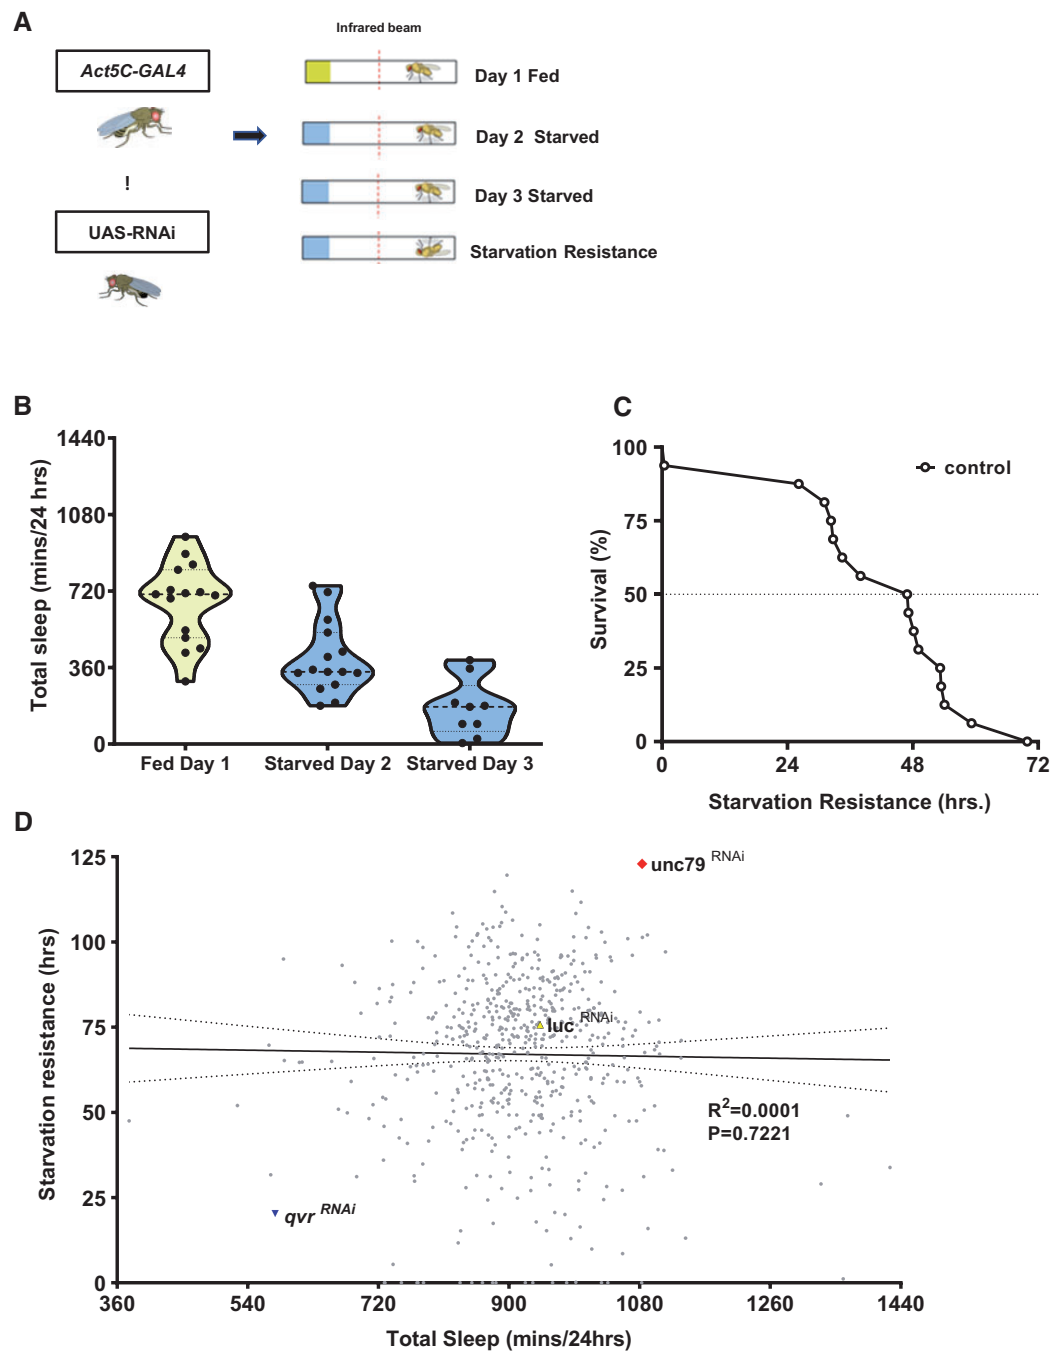 A
Infrared beam
Act5C-GAL4
!
UAS-RNAi
Day 1 Fed
Day 2 Starved
Day 3 Starved
Starvation Resistance
B
Total sleep (mins/24 hrs)
1440
1080
720
360
0
Fed Day 1
Starved Day 2
Starved Day 3
C
Survival (%)
100
75
50
25
0
control
0
24
48
72
Starvation Resistance (hrs.)
D
Starvation resistance (hrs)
125
100
75
50
25
0
unc79 RNAi
luc RNAi
R2=0.0001
P=0.7221
qvr RNAi
360
540
720
900
1080
1260
1440
Total Sleep (mins/24hrs)